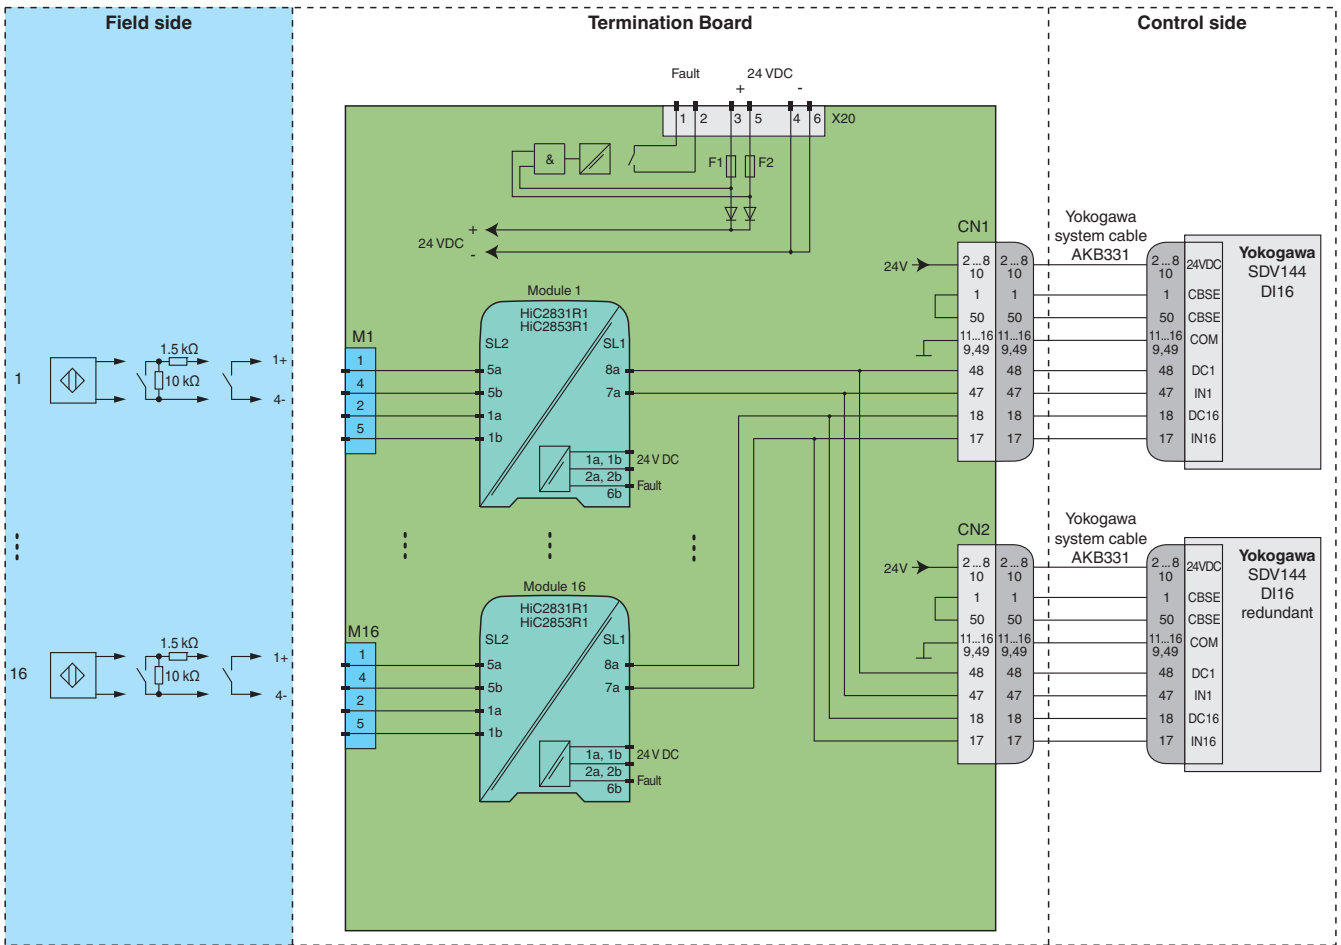 Field side
Termination Board
Control side
Fault
24 VDC
+
-
1
2
3
5
4
6
X20
&
F1
F2
+
24 VDC
-
Module 1
HiC2831R1
HiC2853R1
SL2
SL1
M1
1
4
2
5
5a
5b
1a
1b
8a
7a
1a, 1b
2a, 2b
6b
24 V DC
Fault
1
1.5 kΩ
10 kΩ
1+
4-
CN1
24V
2 ... 8
10
1
50
11...16
9,49
48
47
18
17
2 ... 8
10
1
50
11...16
9,49
48
47
18
17
Yokogawa
system cable
AKB331
2 ... 8
10
1
50
11...16
9,49
48
47
18
17
24VDC
CBSE
CBSE
COM
DC1
IN1
DC16
IN16
Yokogawa
SDV144
DI16
Module 16
HiC2831R1
HiC2853R1
SL2
SL1
M16
1
4
2
5
5a
5b
1a
1b
8a
7a
1a, 1b
2a, 2b
6b
24 V DC
Fault
16
1.5 kΩ
10 kΩ
1+
4-
CN2
24V
2 ... 8
10
1
50
11...16
9,49
48
47
18
17
2 ... 8
10
1
50
11...16
9,49
48
47
18
17
Yokogawa
system cable
AKB331
2 ... 8
10
1
50
11...16
9,49
48
47
18
17
24VDC
CBSE
CBSE
COM
DC1
IN1
DC16
IN16
Yokogawa
SDV144
DI16
redundant